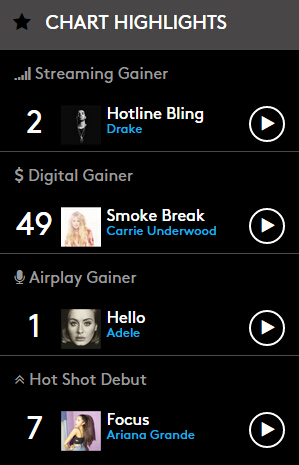 CHART HIGHLIGHTS
Streaming Gainer
2
Hotline Bling
Drake
$ Digital Gainer
49
Smoke Break
Carrie Underwood
Airplay Gainer
1
Hello
Adele
Hot Shot Debut
7
Focus
Ariana Grande